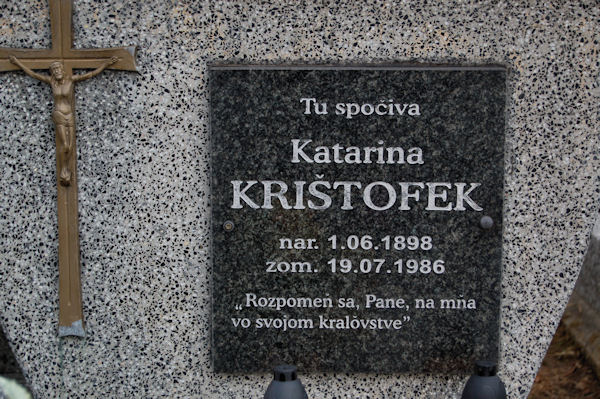 Tu spočíva
Katarina
KRIŠTOFEK
nar. 1.06.1898
zom. 19.07.1986
„Rozpomeň sa, Pane, na mňa
vo svojom kraľovstve”